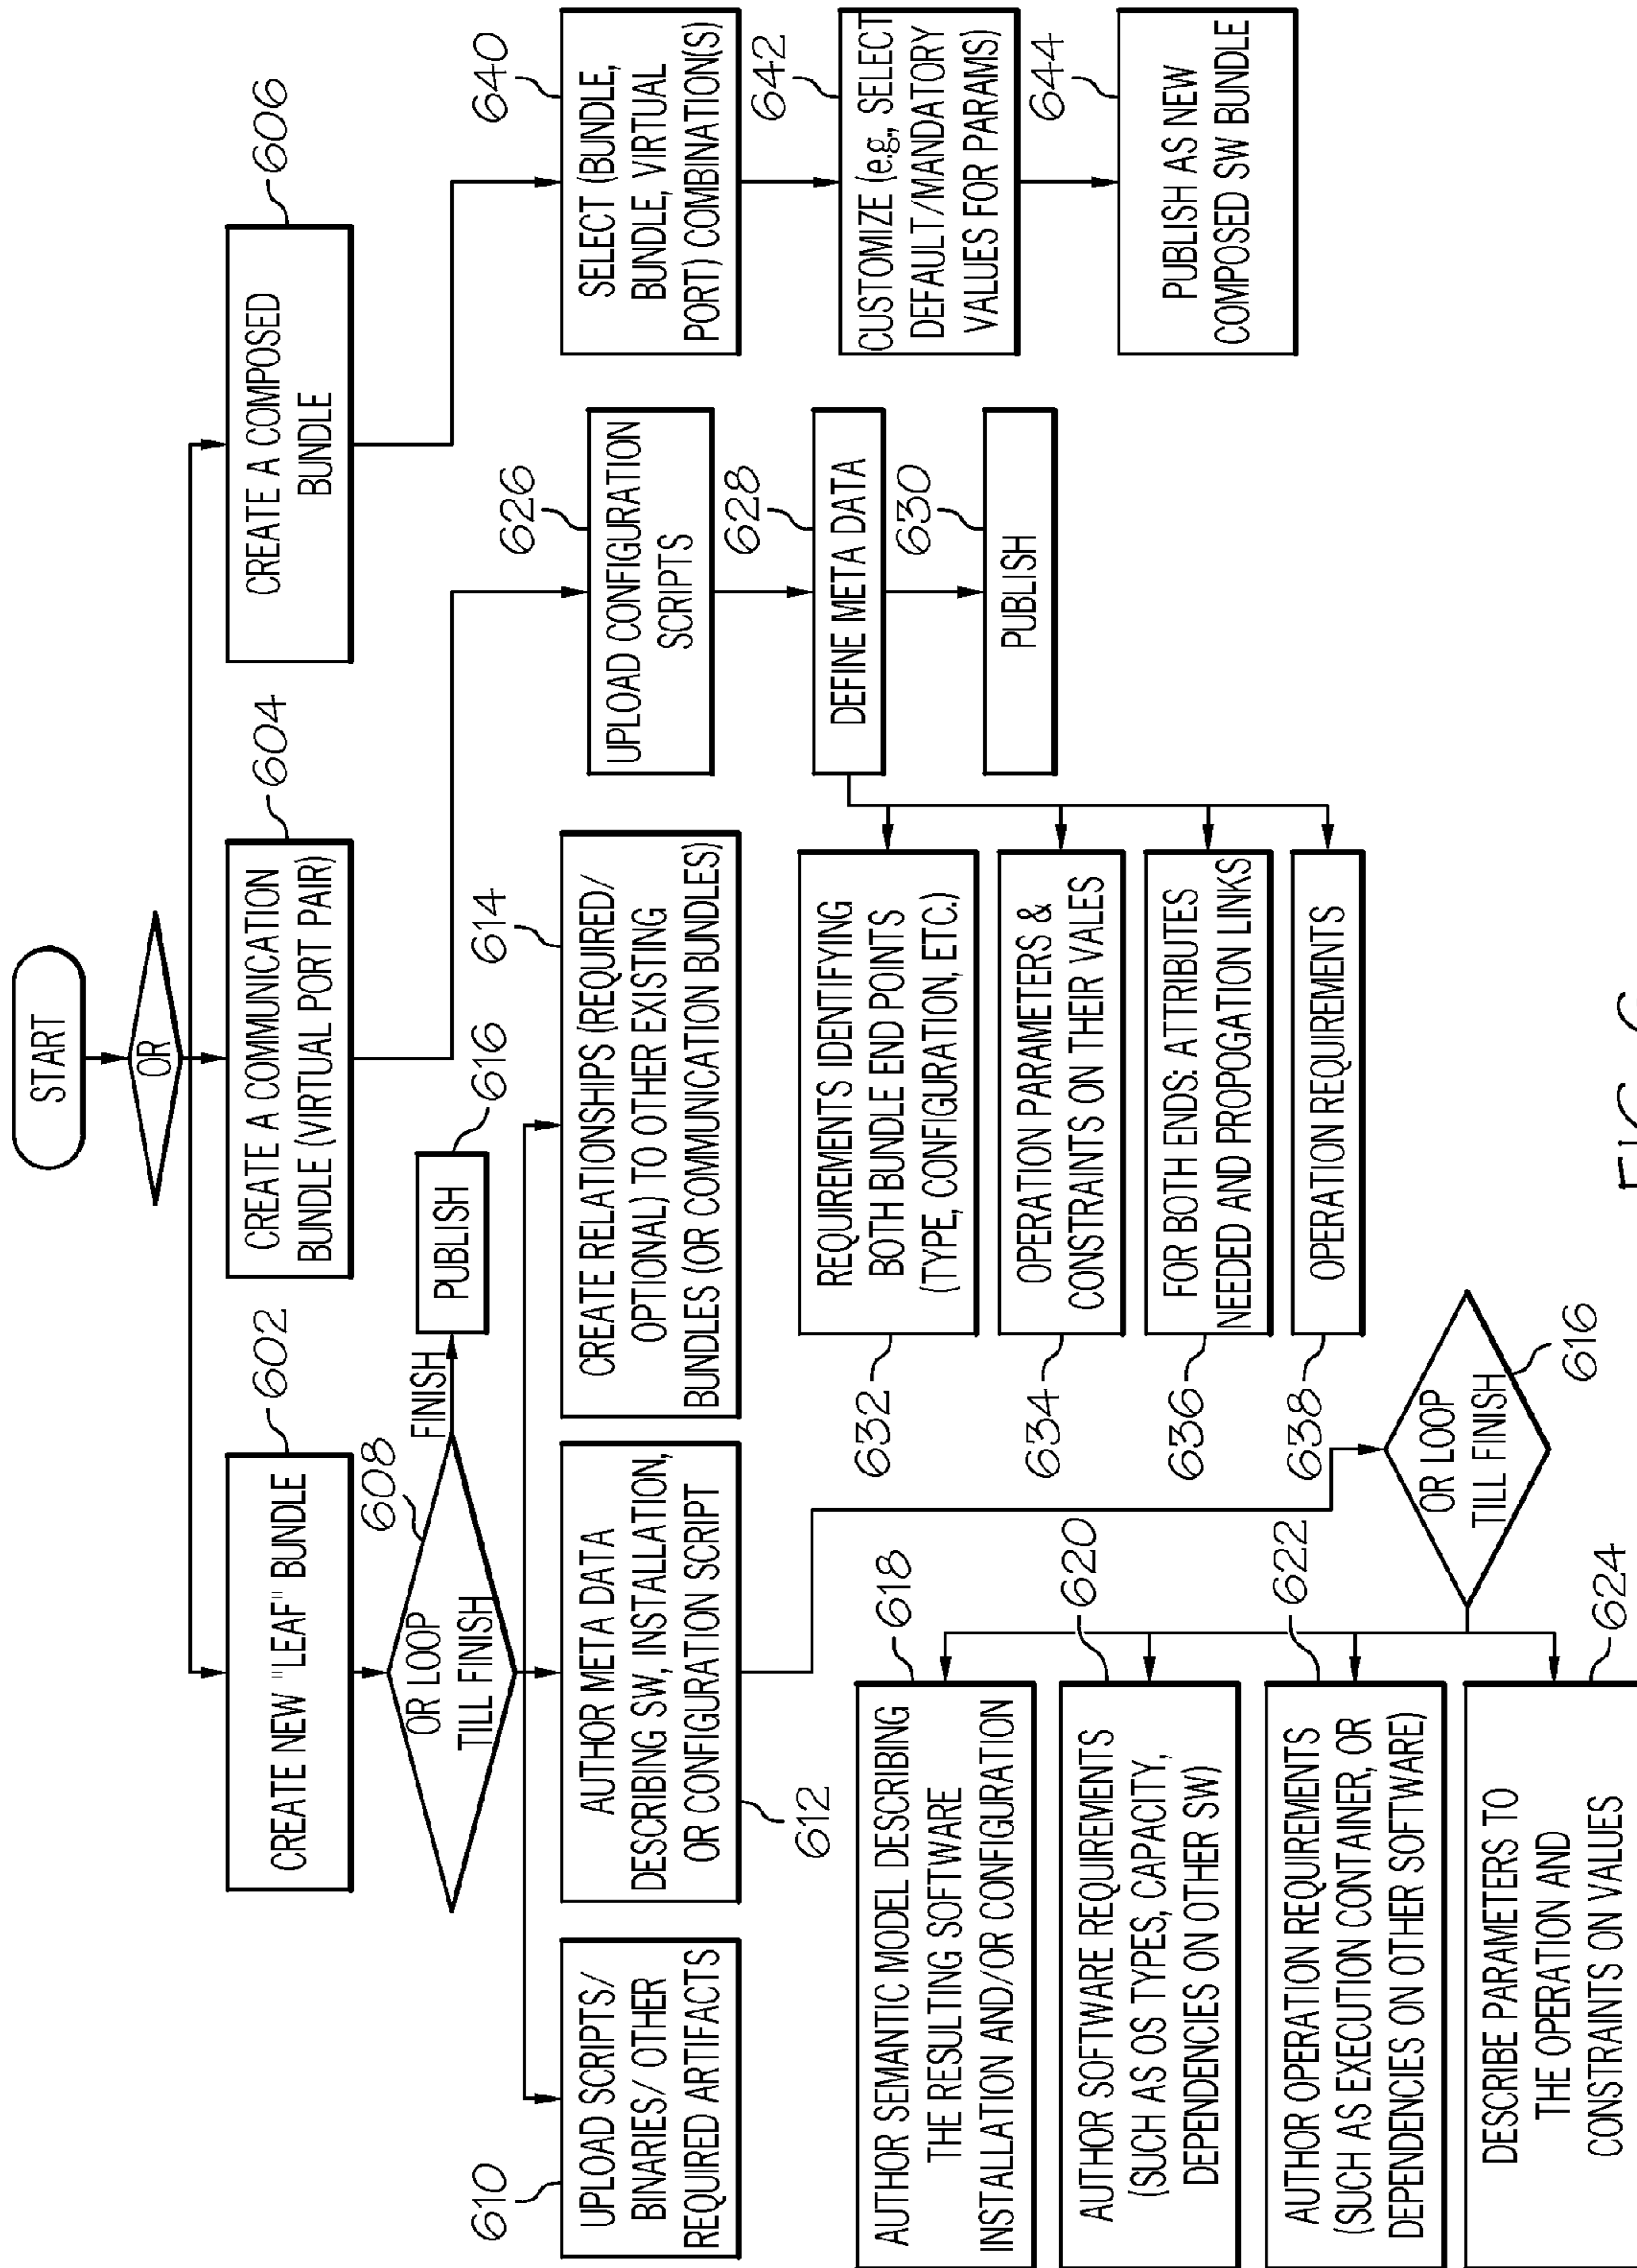 START
OR
CREATE NEW "LEAF" BUNDLE
602
CREATE A COMMUNICATION
BUNDLE (VIRTUAL PORT PAIR)
604
CREATE A COMPOSED
BUNDLE
606
OR LOOP
TILL FINISH
608
FINISH
PUBLISH
616
UPLOAD SCRIPTS/
BINARIES/ OTHER
REQUIRED ARTIFACTS
610
AUTHOR META DATA
DESCRIBING SW, INSTALLATION,
OR CONFIGURATION SCRIPT
612
CREATE RELATIONSHIPS (REQUIRED/
OPTIONAL) TO OTHER EXISTING
BUNDLES (OR COMMUNICATION BUNDLES)
614
UPLOAD CONFIGURATION
SCRIPTS
626
DEFINE META DATA
628
PUBLISH
630
SELECT (BUNDLE,
BUNDLE, VIRTUAL
PORT) COMBINATION(S)
640
CUSTOMIZE (e.g., SELECT
DEFAULT/MANDATORY
VALUES FOR PARAMS)
642
PUBLISH AS NEW
COMPOSED SW BUNDLE
644
REQUIREMENTS IDENTIFYING
BOTH BUNDLE END POINTS
(TYPE, CONFIGURATION, ETC.)
632
OPERATION PARAMETERS &
CONSTRAINTS ON THEIR VALES
634
FOR BOTH ENDS: ATTRIBUTES
NEEDED AND PROPOGATION LINKS
636
OPERATION REQUIREMENTS
638
OR LOOP
TILL FINISH
616
AUTHOR SEMANTIC MODEL DESCRIBING
THE RESULTING SOFTWARE
INSTALLATION AND/OR CONFIGURATION
618
AUTHOR SOFTWARE REQUIREMENTS
(SUCH AS OS TYPES, CAPACITY,
DEPENDENCIES ON OTHER SW)
620
AUTHOR OPERATION REQUIREMENTS
(SUCH AS EXECUTION CONTAINER, OR
DEPENDENCIES ON OTHER SOFTWARE)
622
DESCRIBE PARAMETERS TO
THE OPERATION AND
CONSTRAINTS ON VALUES
624